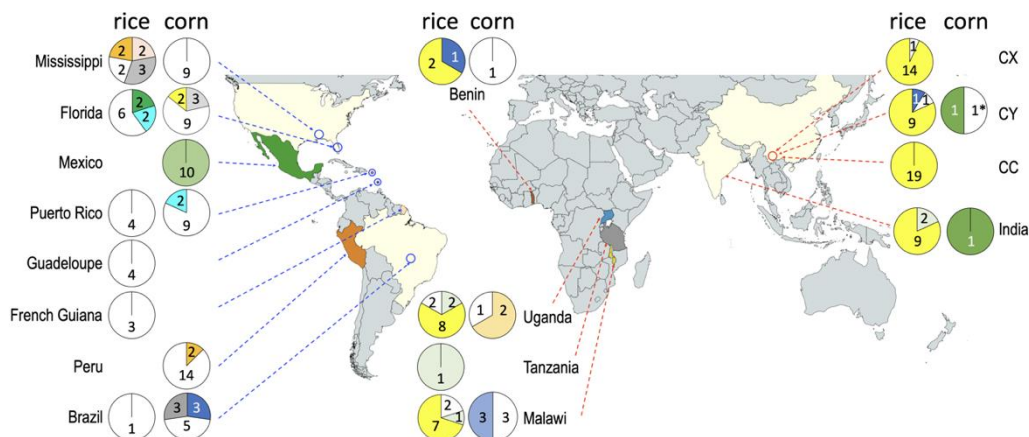 rice corn
rice corn
rice corn
Mississippi 2 2 2 3 9
Benin 2 1 1
1 14 CX
Florida 6 2 2 2 3 9
1 1 9 1 1* CY
Mexico 10
19 CC
Puerto Rico 4 2 9
2 9 1 India
Guadeloupe 4
French Guiana 3
2 2 8 1 2 Uganda
Peru 2 14
1 Tanzania
Brazil 1 3 3 5
2 1 7 3 3 Malawi